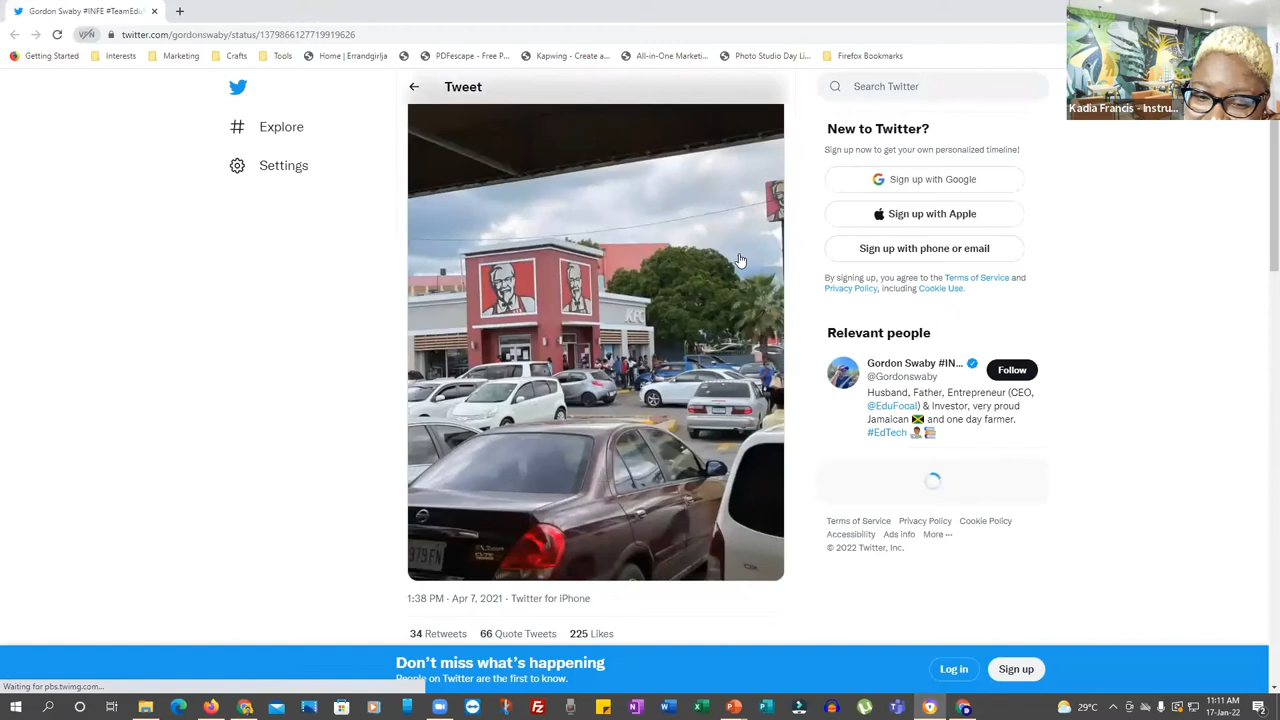 Gordon Swaby #INFE #TeamEdu
VPN
twitter.com/gordonswaby/status/1379866127719919626
Getting Started
Interests
Marketing
Crafts
Tools
Home | Errandgirlja
PDFescape - Free P...
Kapwing - Create a...
All-in-One Marketi...
Photo Studio Day Li...
Firefox Bookmarks
Kadia Francis - Instru...
Explore
Settings
Tweet
KFC
Search Twitter
New to Twitter?
Sign up now to get your own personalized timeline!
Sign up with Google
Sign up with Apple
Sign up with phone or email
By signing up, you agree to the Terms of Service and
Privacy Policy, including Cookie Use.
Relevant people
Gordon Swaby #IN...
@Gordonswaby
Follow
Husband, Father, Entrepreneur (CEO,
@EduFocal) & Investor, very proud
Jamaican 🇯🇲 and one day farmer.
#EdTech
Terms of Service Privacy Policy Cookie Policy
Accessibility Ads info More ···
© 2022 Twitter, Inc.
1:38 PM · Apr 7, 2021 · Twitter for iPhone
34 Retweets 66 Quote Tweets 225 Likes
Don't miss what's happening
People on Twitter are the first to know.
Log in
Sign up
Waiting for pbs.twimg.com...
29°C
11:11 AM
17-Jan-22